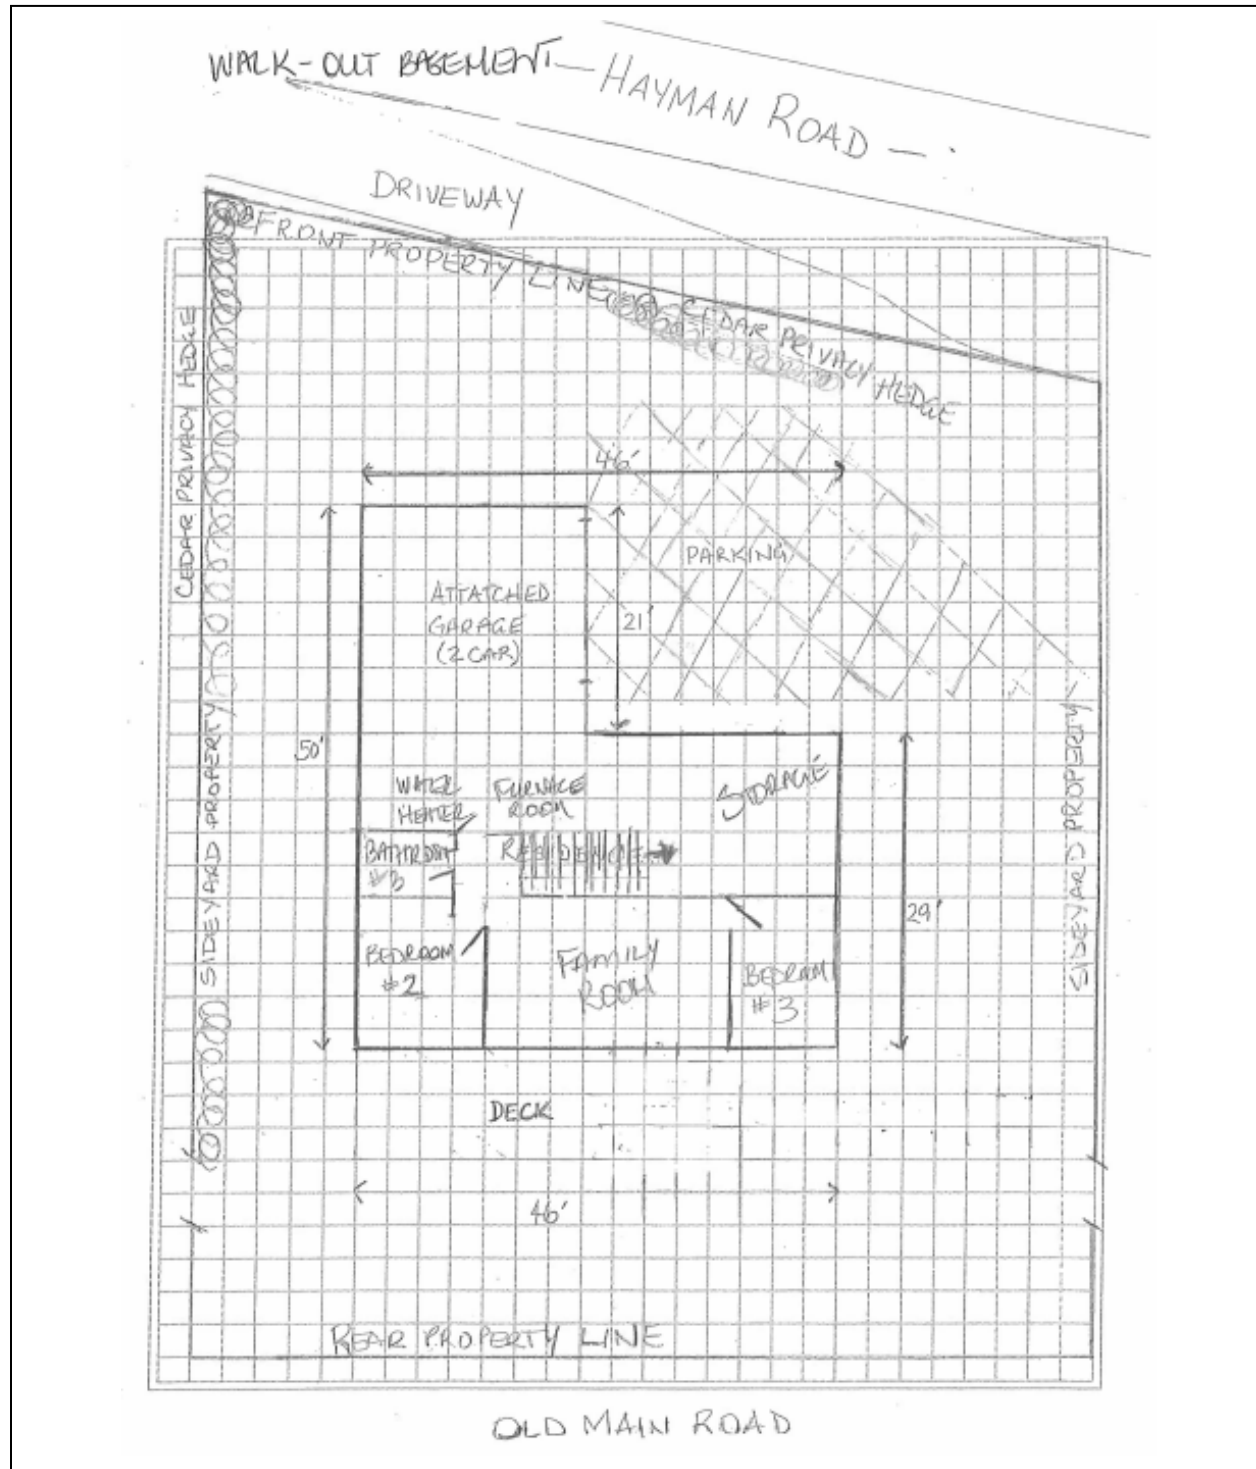 WALK-OUT BASEMENT
— HAYMAN ROAD —
DRIVEWAY
FRONT PROPERTY LINE
CEDAR PRIVACY HEDGE
CEDAR PRIVACY HEDGE
46'
PARKING
ATTATCHED
GARAGE
(2 CAR)
21'
50'
SIDEYARD PROPERTY
SIDEYARD PROPERTY
WATER
HEATER
FURNACE
ROOM
STORAGE
BATHROOM
#3
RESIDENCE
29'
BEDROOM
#2
FAMILY
ROOM
BEDROOM
#3
DECK
46'
REAR PROPERTY LINE
OLD MAIN ROAD